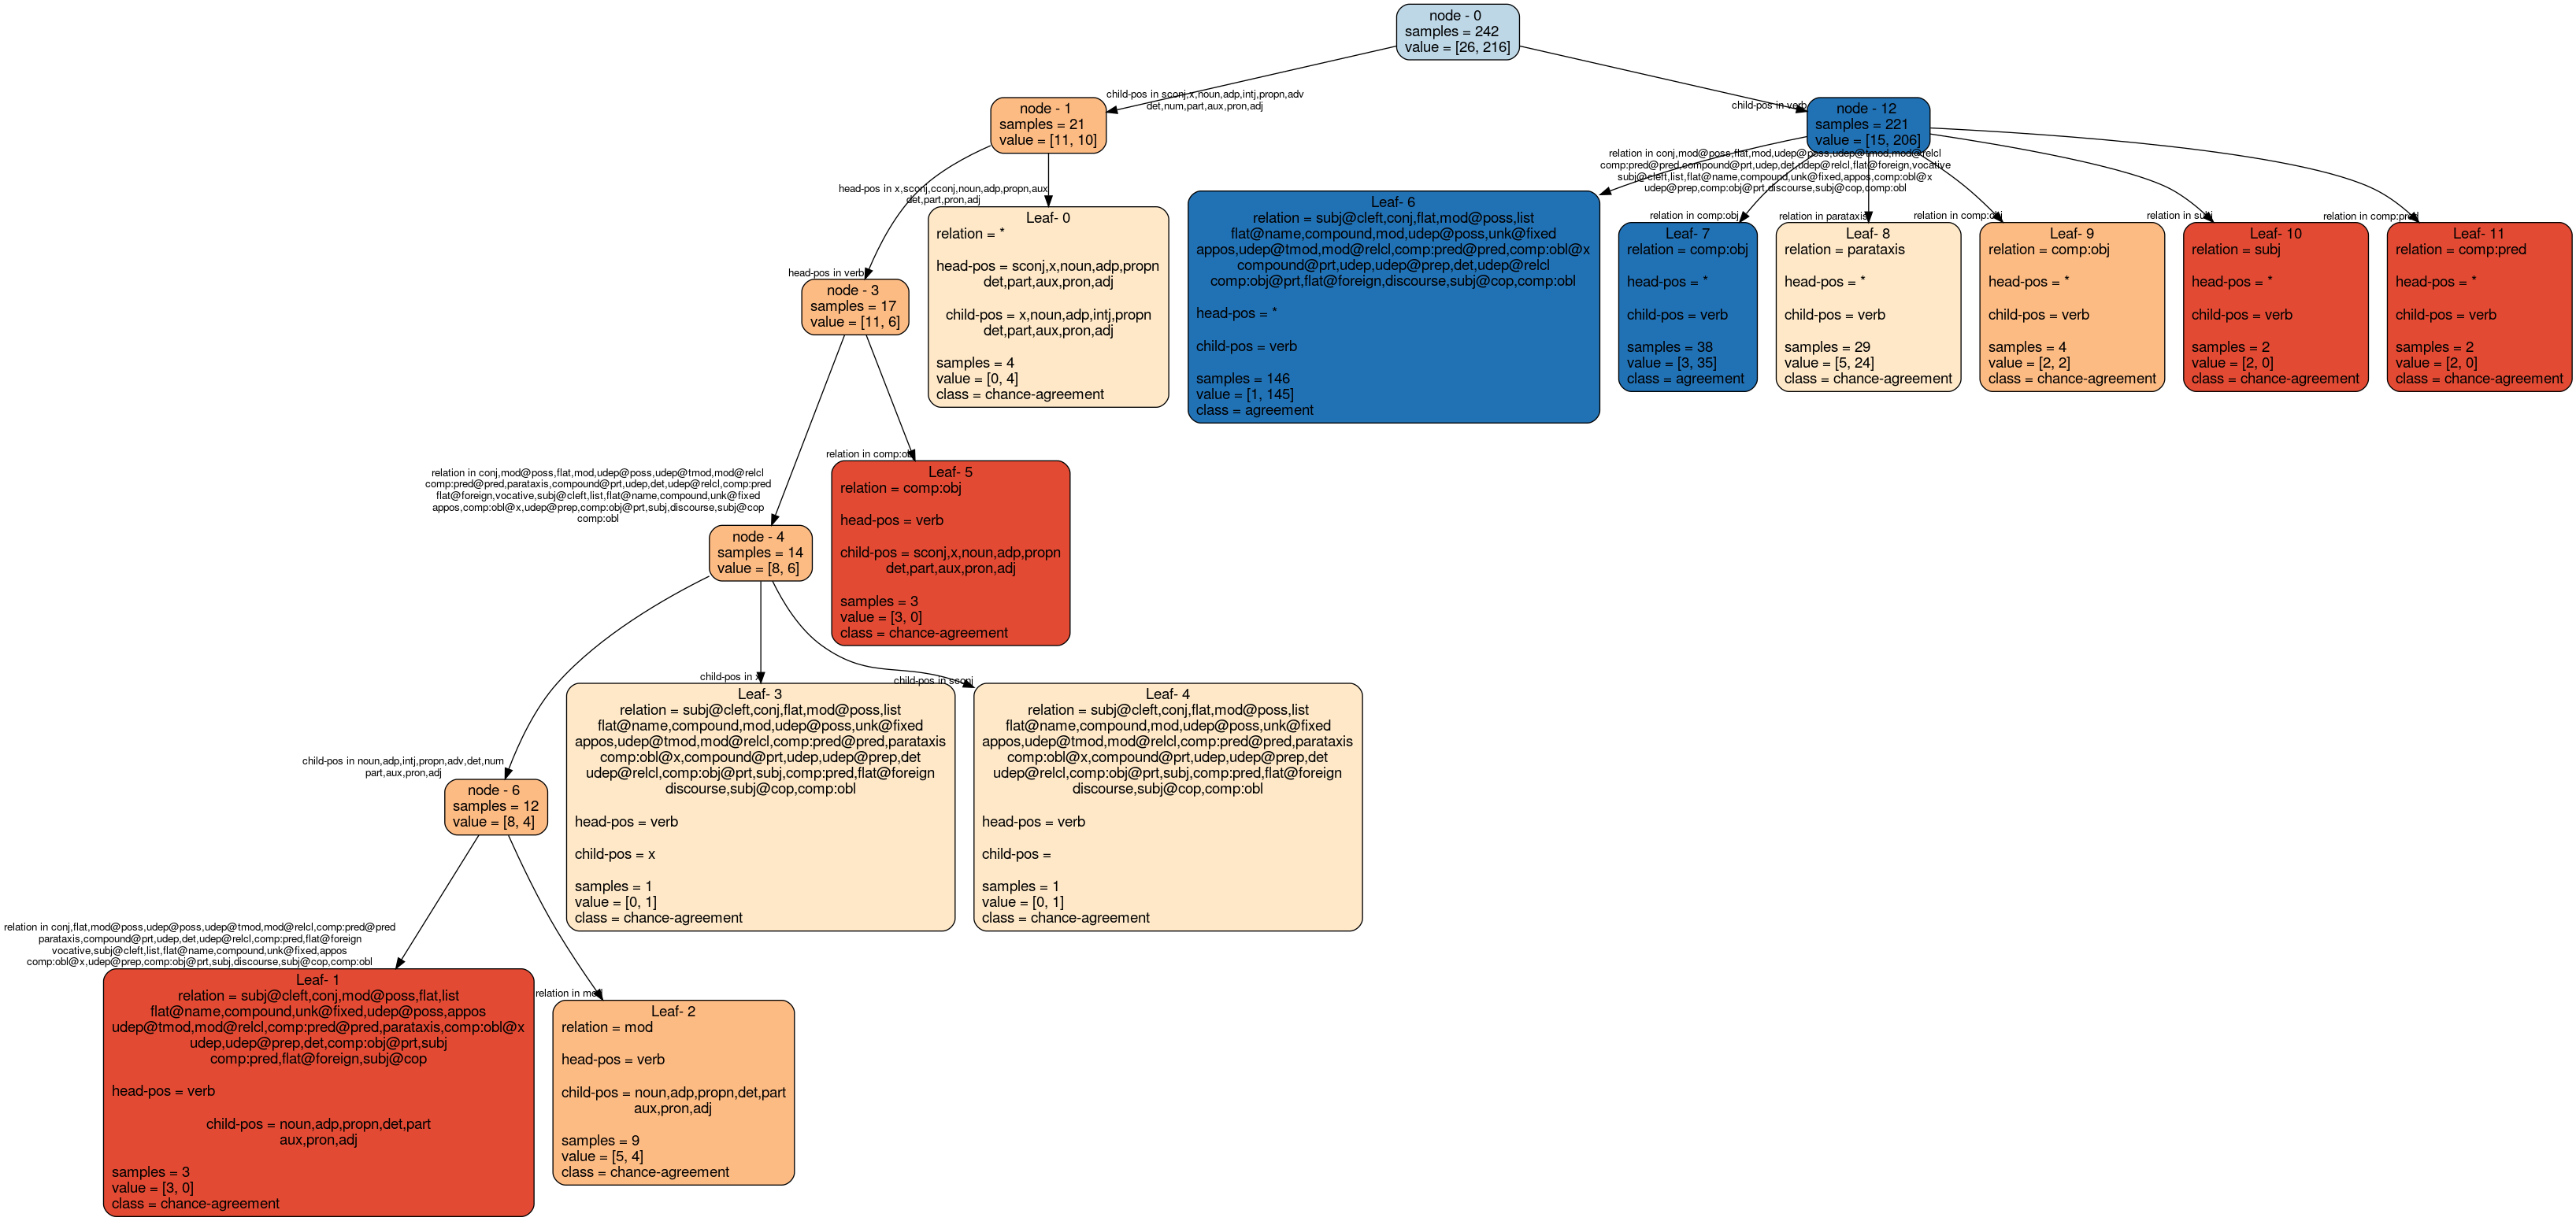 node - 0
samples = 242
value = [26, 216]
child-pos in sconj,x,noun,adp,intj,propn,adv
det,num,part,aux,pron,adj
child-pos in verb
node - 1
samples = 21
value = [11, 10]
node - 12
samples = 221
value = [15, 206]
head-pos in x,sconj,cconj,noun,adp,propn,aux
det,part,pron,adj
head-pos in verb
relation in conj,mod@poss,flat,mod,udep@poss,udep@tmod,mod@relcl
comp:pred@pred,compound@prt,udep,det,udep@relcl,flat@foreign,vocative
subj@cleft,list,flat@name,compound,unk@fixed,appos,comp:obl@x
udep@prep,comp:obj@prt,discourse,subj@cop,comp:obl
relation in comp:obj
relation in parataxis
relation in comp:obj
relation in subj
relation in comp:pred
node - 3
samples = 17
value = [11, 6]
Leaf- 0
relation = *
head-pos = sconj,x,noun,adp,propn
det,part,aux,pron,adj
child-pos = x,noun,adp,intj,propn
det,part,aux,pron,adj
samples = 4
value = [0, 4]
class = chance-agreement
Leaf- 6
relation = subj@cleft,conj,flat,mod@poss,list
flat@name,compound,mod,udep@poss,unk@fixed
appos,udep@tmod,mod@relcl,comp:pred@pred,comp:obl@x
compound@prt,udep,udep@prep,det,udep@relcl
comp:obj@prt,flat@foreign,discourse,subj@cop,comp:obl
head-pos = *
child-pos = verb
samples = 146
value = [1, 145]
class = agreement
Leaf- 7
relation = comp:obj
head-pos = *
child-pos = verb
samples = 38
value = [3, 35]
class = agreement
Leaf- 8
relation = parataxis
head-pos = *
child-pos = verb
samples = 29
value = [5, 24]
class = chance-agreement
Leaf- 9
relation = comp:obj
head-pos = *
child-pos = verb
samples = 4
value = [2, 2]
class = chance-agreement
Leaf- 10
relation = subj
head-pos = *
child-pos = verb
samples = 2
value = [2, 0]
class = chance-agreement
Leaf- 11
relation = comp:pred
head-pos = *
child-pos = verb
samples = 2
value = [2, 0]
class = chance-agreement
relation in conj,mod@poss,flat,mod,udep@poss,udep@tmod,mod@relcl
comp:pred@pred,parataxis,compound@prt,udep,det,udep@relcl,comp:pred
flat@foreign,vocative,subj@cleft,list,flat@name,compound,unk@fixed
appos,comp:obl@x,udep@prep,comp:obj@prt,subj,discourse,subj@cop
comp:obl
relation in comp:obj
node - 4
samples = 14
value = [8, 6]
Leaf- 5
relation = comp:obj
head-pos = verb
child-pos = sconj,x,noun,adp,propn
det,part,aux,pron,adj
samples = 3
value = [3, 0]
class = chance-agreement
child-pos in noun,adp,intj,propn,adv,det,num
part,aux,pron,adj
child-pos in x
child-pos in sconj
node - 6
samples = 12
value = [8, 4]
Leaf- 3
relation = subj@cleft,conj,flat,mod@poss,list
flat@name,compound,mod,udep@poss,unk@fixed
appos,udep@tmod,mod@relcl,comp:pred@pred,parataxis
comp:obl@x,compound@prt,udep,udep@prep,det
udep@relcl,comp:obj@prt,subj,comp:pred,flat@foreign
discourse,subj@cop,comp:obl
head-pos = verb
child-pos = x
samples = 1
value = [0, 1]
class = chance-agreement
Leaf- 4
relation = subj@cleft,conj,flat,mod@poss,list
flat@name,compound,mod,udep@poss,unk@fixed
appos,udep@tmod,mod@relcl,comp:pred@pred,parataxis
comp:obl@x,compound@prt,udep,udep@prep,det
udep@relcl,comp:obj@prt,subj,comp:pred,flat@foreign
discourse,subj@cop,comp:obl
head-pos = verb
child-pos =
samples = 1
value = [0, 1]
class = chance-agreement
relation in conj,flat,mod@poss,udep@poss,udep@tmod,mod@relcl,comp:pred@pred
parataxis,compound@prt,udep,det,udep@relcl,comp:pred,flat@foreign
vocative,subj@cleft,list,flat@name,compound,unk@fixed,appos
comp:obl@x,udep@prep,comp:obj@prt,subj,discourse,subj@cop,comp:obl
relation in mod
Leaf- 1
relation = subj@cleft,conj,mod@poss,flat,list
flat@name,compound,unk@fixed,udep@poss,appos
udep@tmod,mod@relcl,comp:pred@pred,parataxis,comp:obl@x
udep,udep@prep,det,comp:obj@prt,subj
comp:pred,flat@foreign,subj@cop
head-pos = verb
child-pos = noun,adp,propn,det,part
aux,pron,adj
samples = 3
value = [3, 0]
class = chance-agreement
Leaf- 2
relation = mod
head-pos = verb
child-pos = noun,adp,propn,det,part
aux,pron,adj
samples = 9
value = [5, 4]
class = chance-agreement